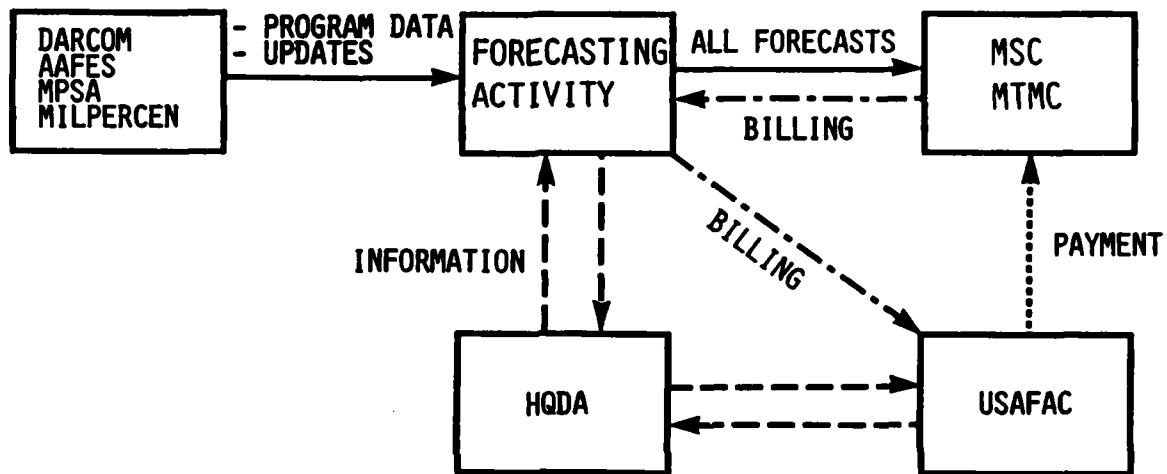 DARCOM
AAFES
MPSA
MILPERCEN
- PROGRAM DATA
- UPDATES
FORECASTING
ACTIVITY
ALL FORECASTS
BILLING
MSC
MTMC
INFORMATION
BILLING
PAYMENT
HQDA
USAFAC